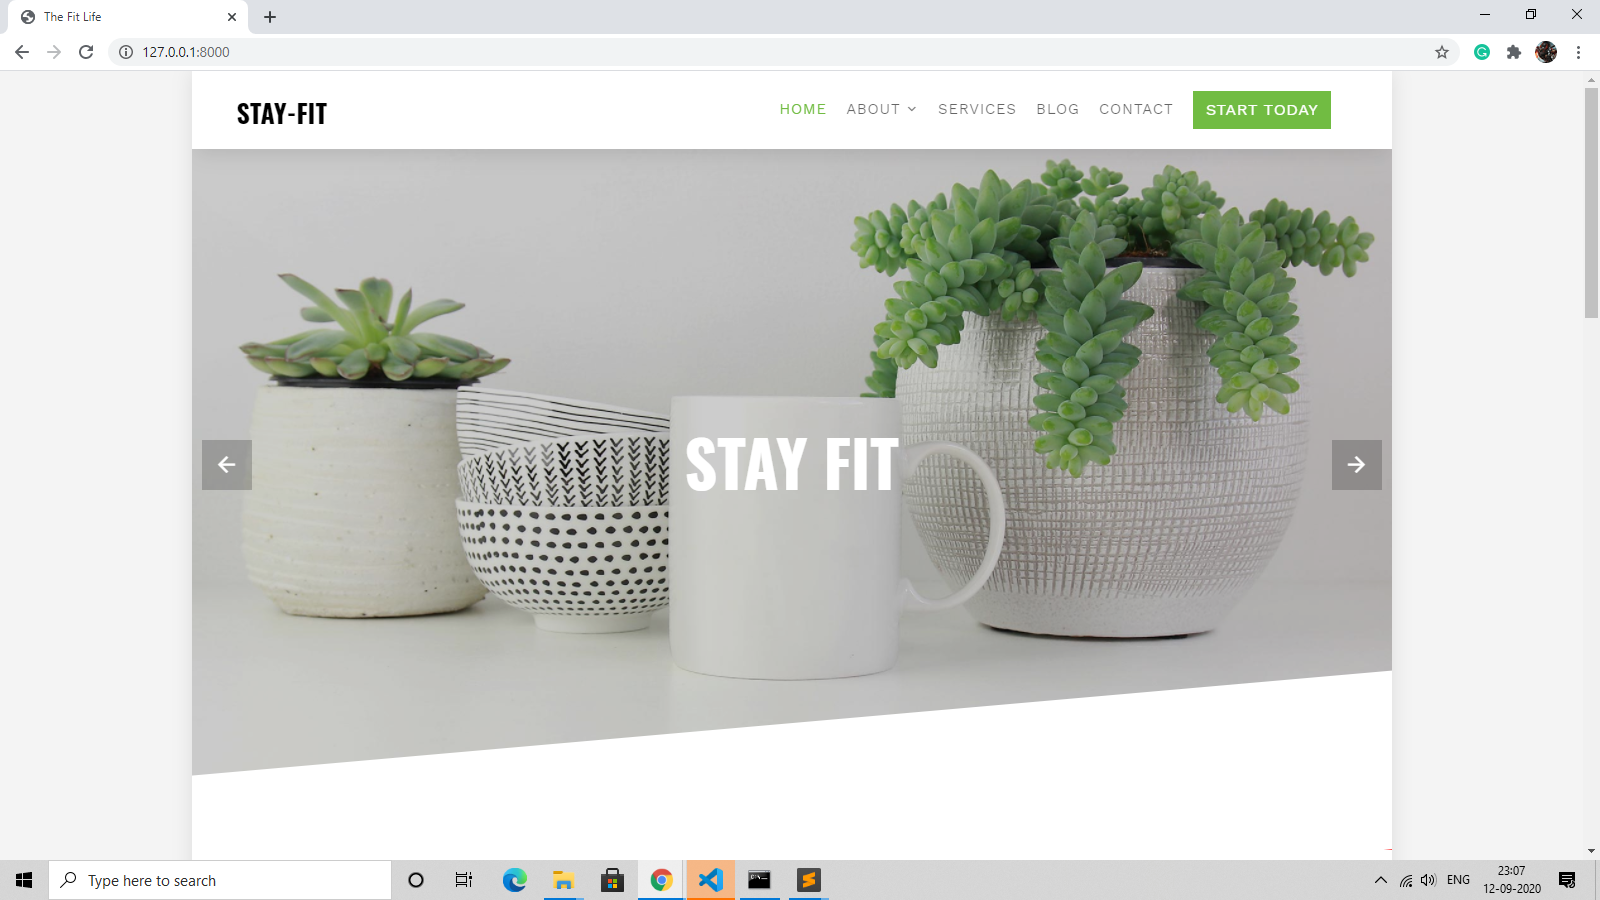 The Fit Life
127.0.0.1:8000
STAY-FIT
HOME ABOUT SERVICES BLOG CONTACT START TODAY
STAY FIT
Type here to search
ENG
23:07
12-09-2020